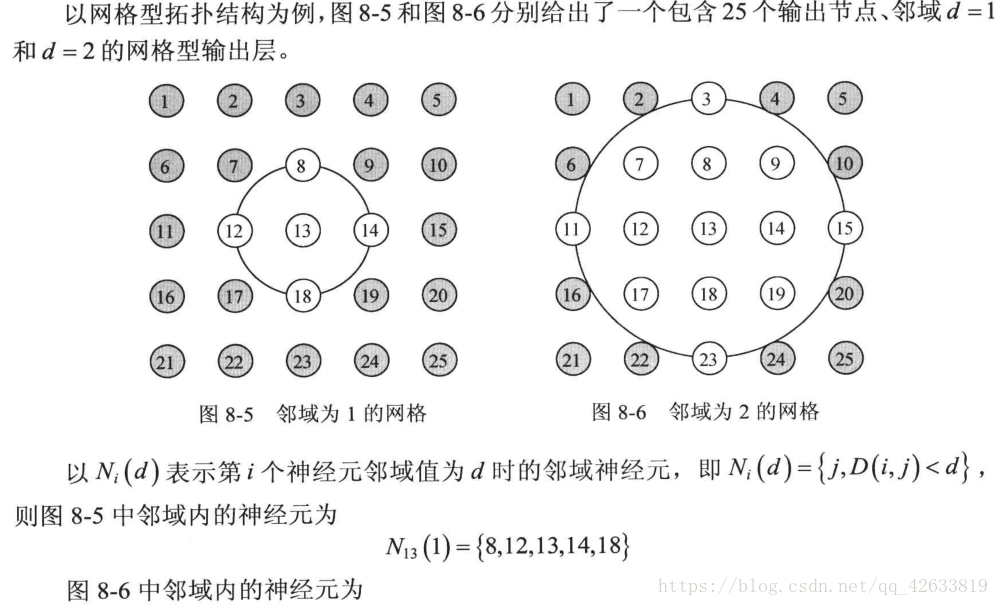 以网格型拓扑结构为例,图8-5和图8-6分别给出了一个包含25个输出节点、邻域d=1
和d=2的网格型输出层。
1 2 3 4 5
6 7 8 9 10
11 12 13 14 15
16 17 18 19 20
21 22 23 24 25
图 8-5 邻域为 1 的网格
1 2 3 4 5
6 7 8 9 10
11 12 13 14 15
16 17 18 19 20
21 22 23 24 25
图 8-6 邻域为 2 的网格
以 N_i(d) 表示第 i 个神经元邻域值为 d 时的邻域神经元，即 N_i(d)={j,D(i,j)<d}，
则图 8-5 中邻域内的神经元为
N_13(1)={8,12,13,14,18}
图 8-6 中邻域内的神经元为
https://blog.csdn.net/qq_42633819